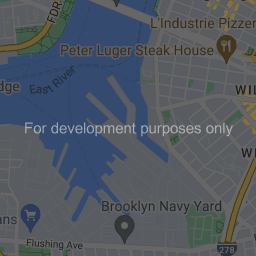 L'Industrie Pizzer
FDR
Peter Luger Steak House
East River
dge
WIL
For development purposes only
W
Brooklyn Navy Yard
ans
Flushing Ave
278